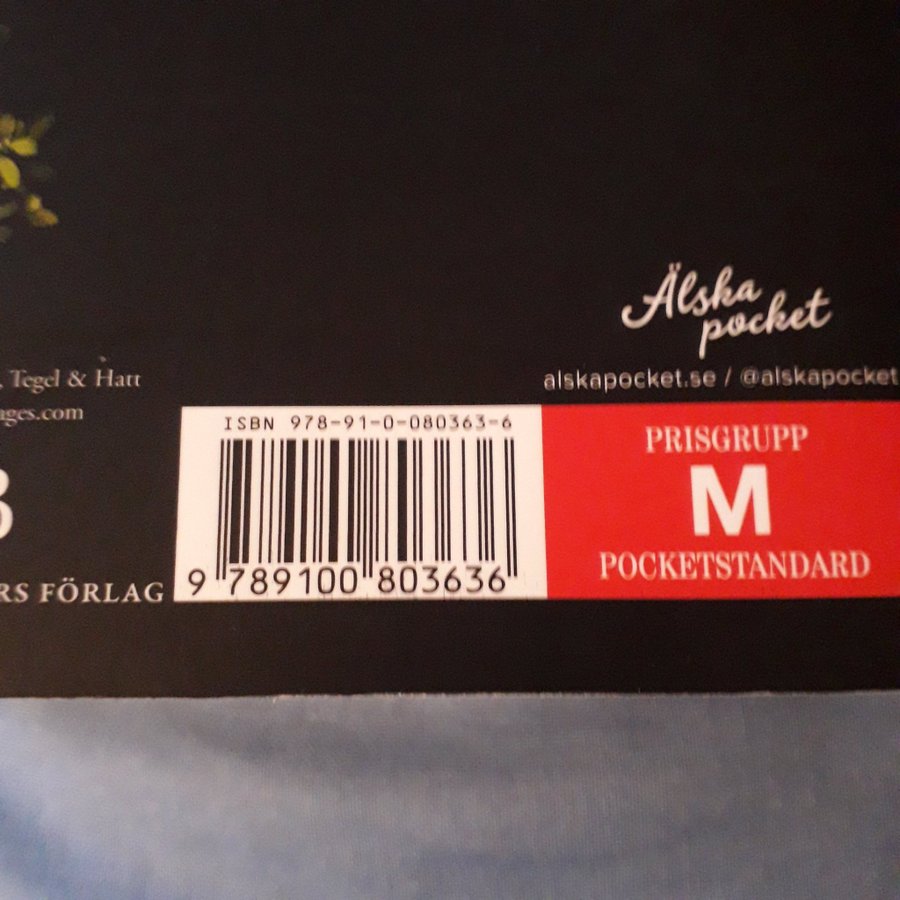 Älska
pocket
alskapocket.se / @alskapocket
, Tegel & Hatt
ages.com
ISBN 978-91-0-080363-6
9 789100 803636
PRISGRUPP
M
POCKETSTANDARD
RS FÖRLAG